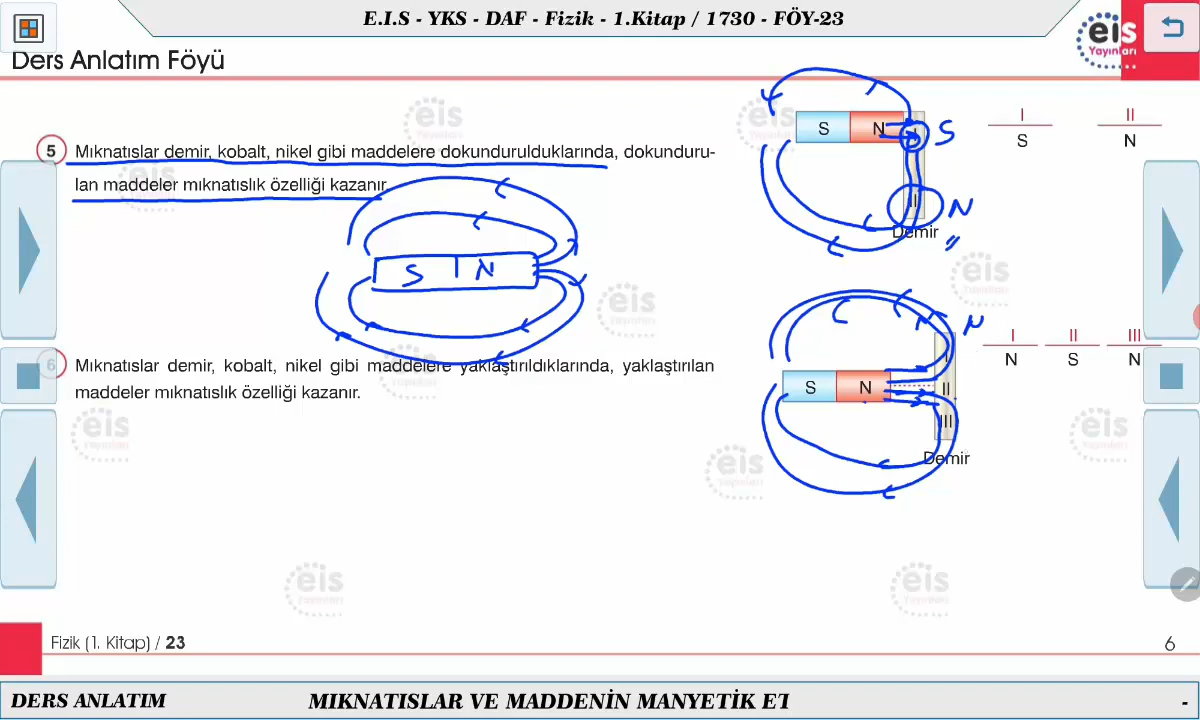 E.I.S - YKS - DAF - Fizik - 1.Kitap / 1730 - FÖY-23
eis
Yayınları
Ders Anlatım Föyü
5 Mıknatıslar demir, kobalt, nikel gibi maddelere dokundurulduklarında, dokunduru-
lan maddeler mıknatıslık özelliği kazanır.
S N
S N I S
II N
Demir
I II
S N
6 Mıknatıslar demir, kobalt, nikel gibi maddelere yaklaştırıldıklarında, yaklaştırılan
maddeler mıknatıslık özelliği kazanır.
N N
I
S N II
III
Demir
I II III
N S N
Fizik (1. Kitap) / 23
6
DERS ANLATIM
MIKNATISLAR VE MADDENİN MANYETİK
-